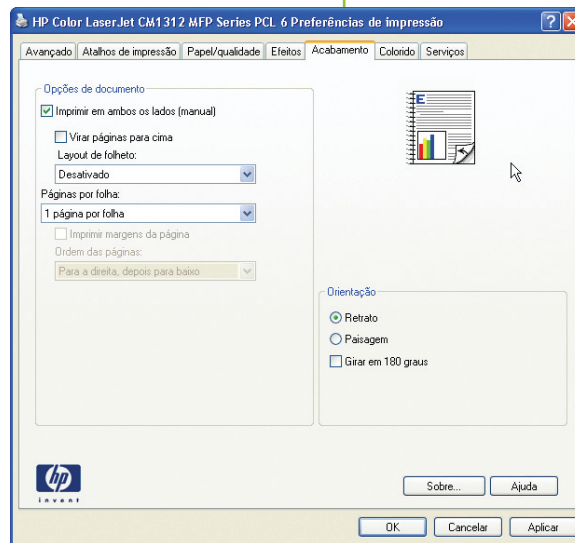 HP Color LaserJet CM1312 MFP Series PCL 6 Preferências de impressão
Avançado Atalhos de impressão Papel/qualidade Efeitos Acabamento Colorido Serviços
Opções de documento
Imprimir em ambos os lados (manual)
Virar páginas para cima
Layout de folheto:
Desativado
Páginas por folha:
1 página por folha
Imprimir margens da página
Ordem das páginas:
Para a direita, depois para baixo
E
Orientação
Retrato
Paisagem
Girar em 180 graus
hp
invent
Sobre... Ajuda
OK Cancelar Aplicar